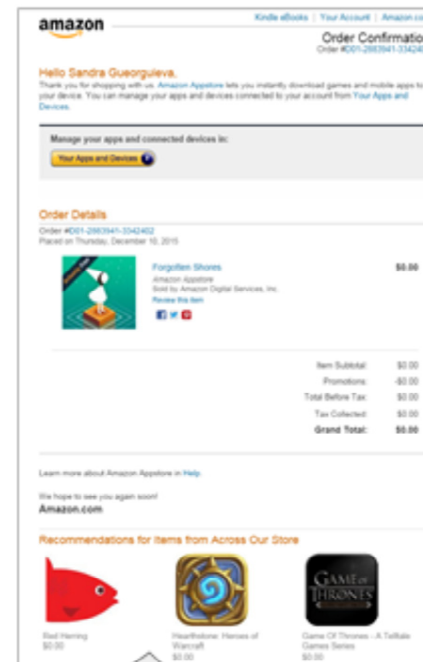 amazon
Kindle eBooks | Your Account | Amazon.co
Order Confirmatio
Order #D01-2883941-334240
Hello Sandra Gueorguieva,
Thank you for shopping with us. Amazon Appstore lets you instantly download games and mobile apps to
your device. You can manage your apps and devices connected to your account from Your Apps and
Devices.
Manage your apps and connected devices in:
Your Apps and Devices
Order Details
Order #D01-2883941-3342402
Placed on Thursday, December 10, 2015
Forgotten Shores
$0.00
Amazon Appstore
Sold by Amazon Digital Services, Inc.
Review this item
Item Subtotal: $0.00
Promotions: -$0.00
Total Before Tax: $0.00
Tax Collected: $0.00
Grand Total: $0.00
Learn more about Amazon Appstore in Help.
We hope to see you again soon!
Amazon.com
Recommendations for Items from Across Our Store
GAME OF
THRONES
Red Herring
$0.00
Hearthstone: Heroes of
Warcraft
$0.00
Game Of Thrones - A Telltale
Games Series
$0.00